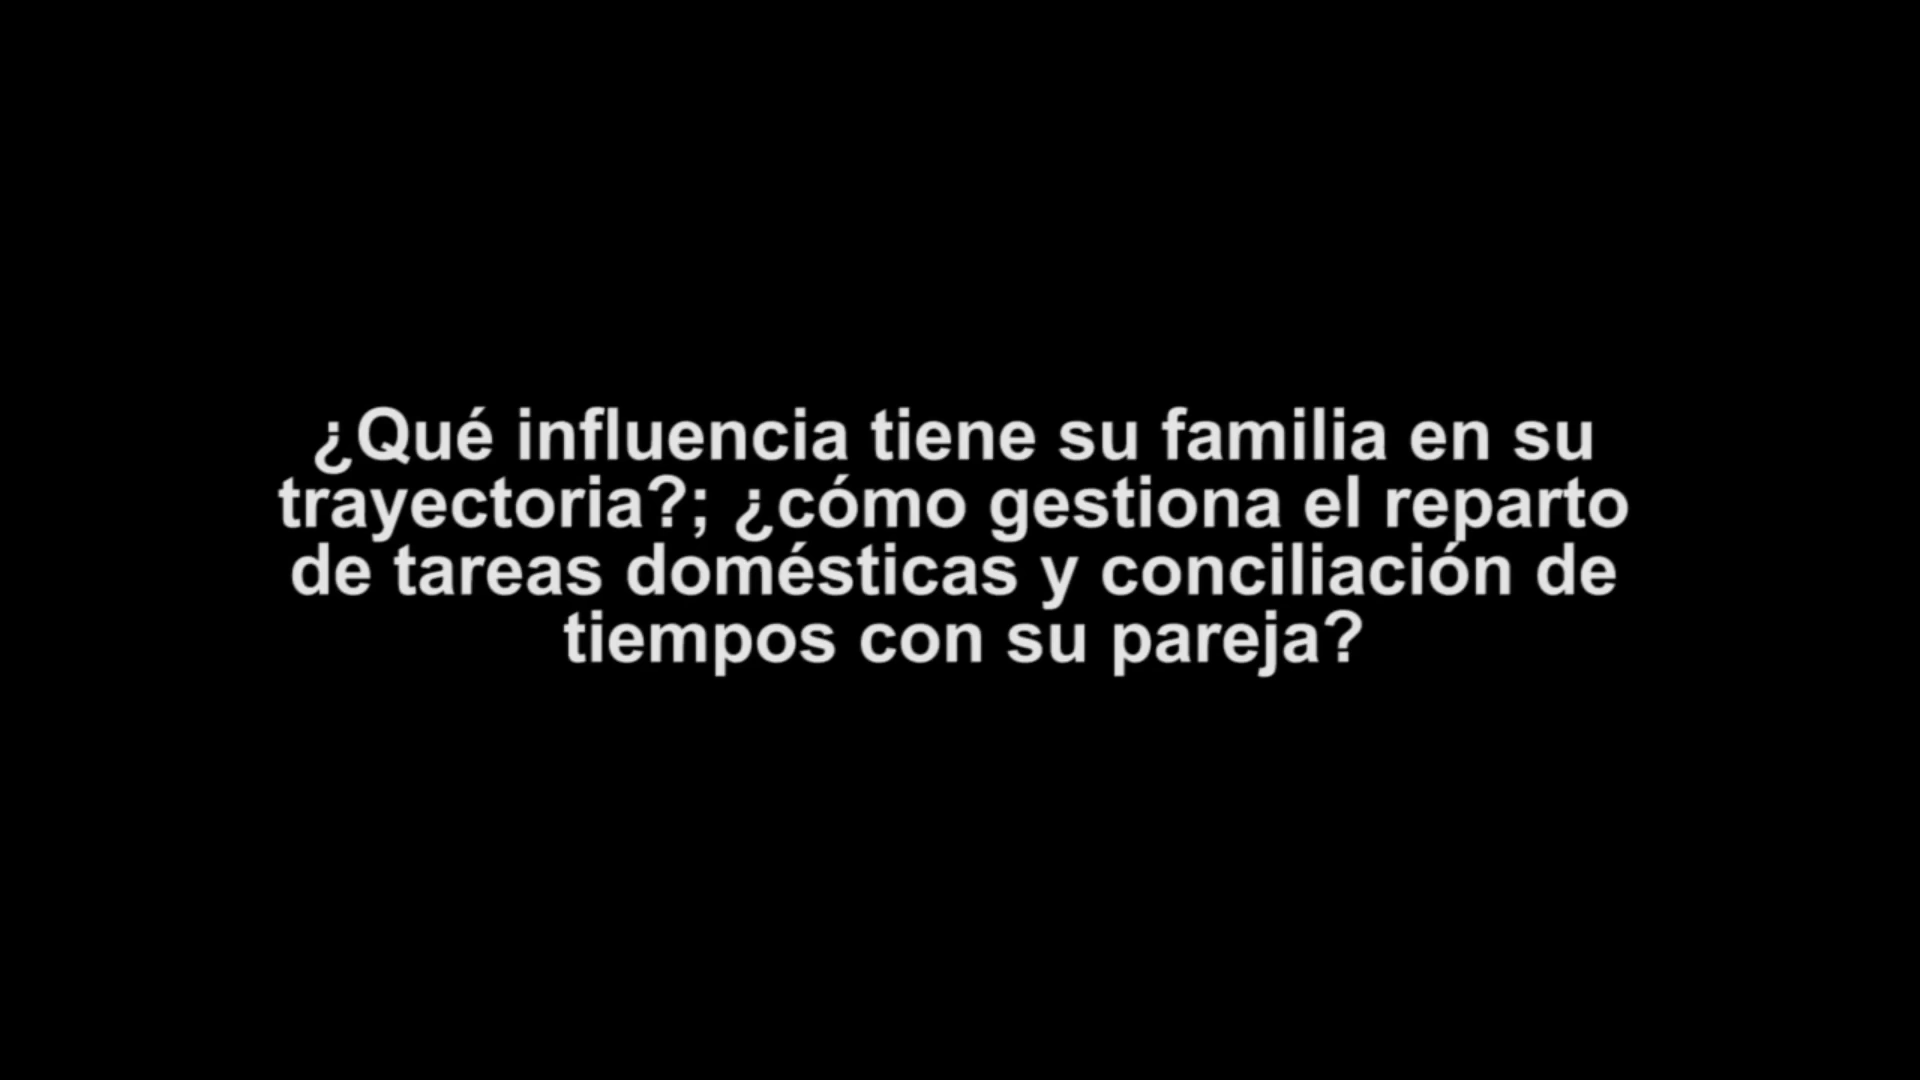 ¿Qué influencia tiene su familia en su
trayectoria?; ¿cómo gestiona el reparto
de tareas domésticas y conciliación de
tiempos con su pareja?